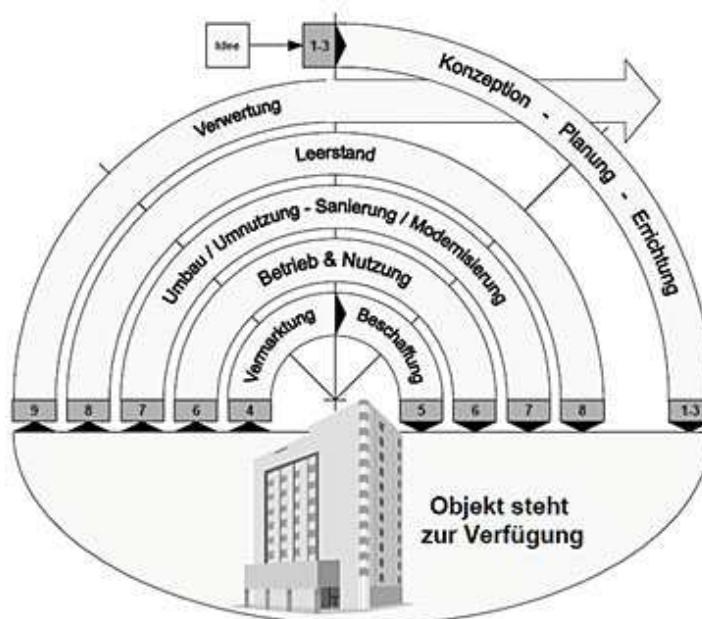 Idee
1-3
Konzeption - Planung - Errichtung
Verwertung
Leerstand
Umbau / Umnutzung - Sanierung / Modernisierung
Betrieb & Nutzung
Vermarktung
Beschaffung
9
8
7
6
4
5
6
7
8
1-3
Objekt steht
zur Verfügung